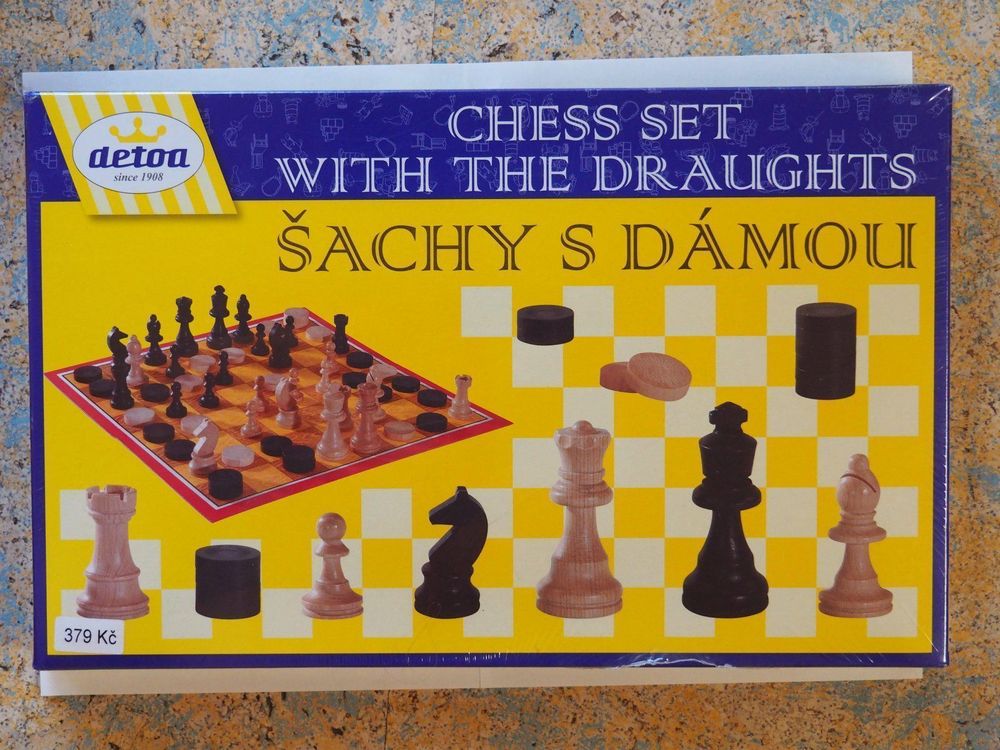 detoa
since 1908
CHESS SET
WITH THE DRAUGHTS
ŠACHY S DÁMOU
379 Kč